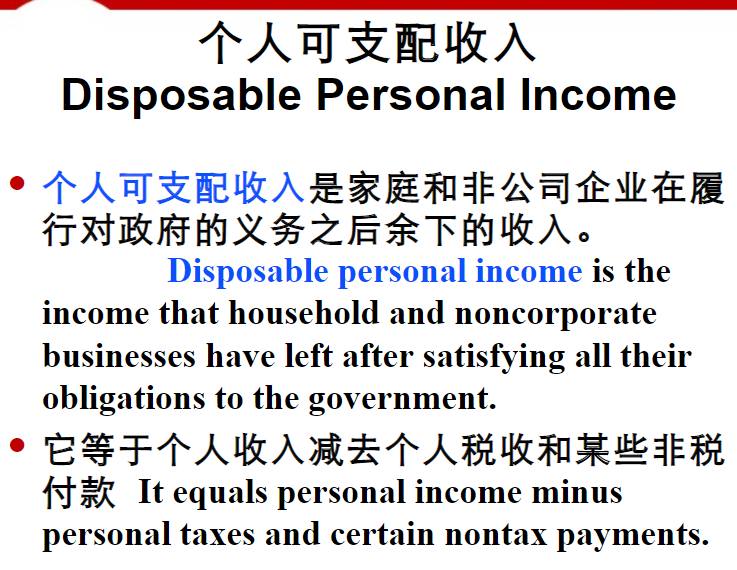 个人可支配收入
Disposable Personal Income
• 个人可支配收入是家庭和非公司企业在履
行对政府的义务之后余下的收入。
Disposable personal income is the
income that household and noncorporate
businesses have left after satisfying all their
obligations to the government.
• 它等于个人收入减去个人税收和某些非税
付款 It equals personal income minus
personal taxes and certain nontax payments.